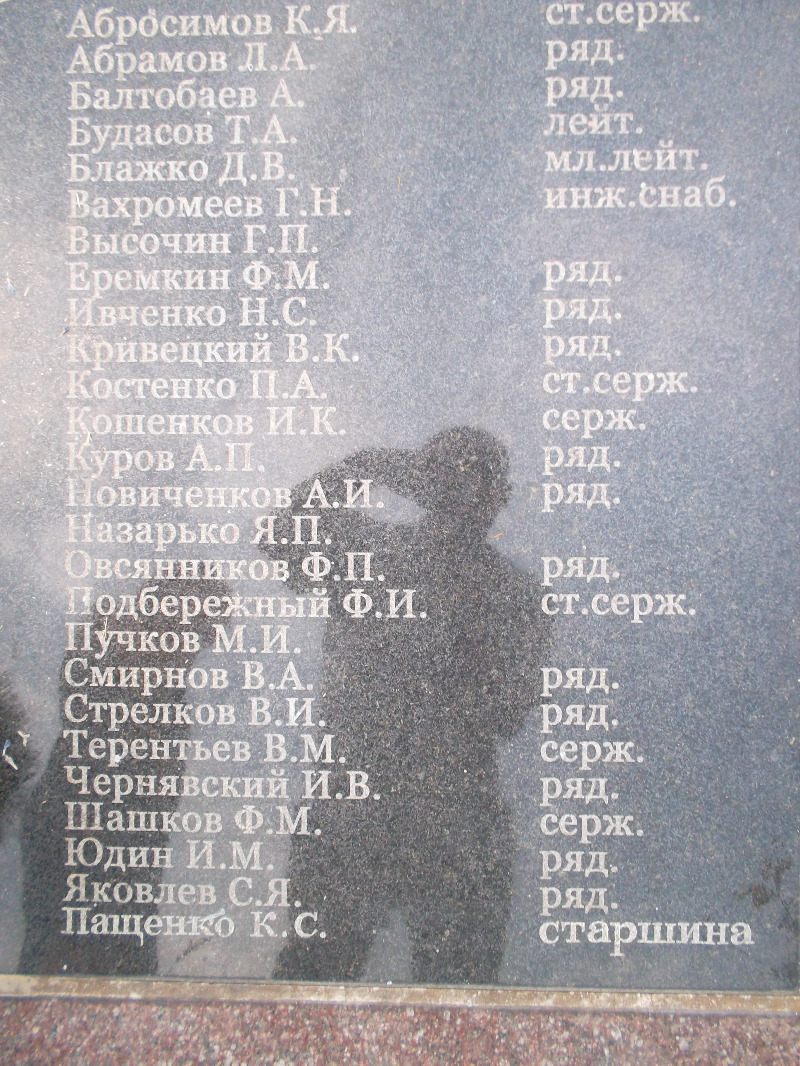 Абросимов К.Я. ст.серж.
Абрамов Л.А. ряд.
Балтобаев А. ряд.
Будасов Т.А. лейт.
Блажко Д.В. мл.лейт.
Вахромеев Г.Н. инж.снаб.
Высочин Г.П.
Еремкин Ф.М. ряд.
Ивченко Н.С. ряд.
Кривецкий В.К. ряд.
Костенко П.А. ст.серж.
Кошенков И.К. серж.
Куров А.П. ряд.
Новиченков А.И. ряд.
Назарько Я.П.
Овсянников Ф.П. ряд.
Подбережный Ф.И. ст.серж.
Пучков М.И.
Смирнов В.А. ряд.
Стрелков В.И. ряд.
Терентьев В.М. серж.
Чернявский И.В. ряд.
Шашков Ф.М. серж.
Юдин И.М. ряд.
Яковлев С.Я. ряд.
Пащенко К.С. старшина